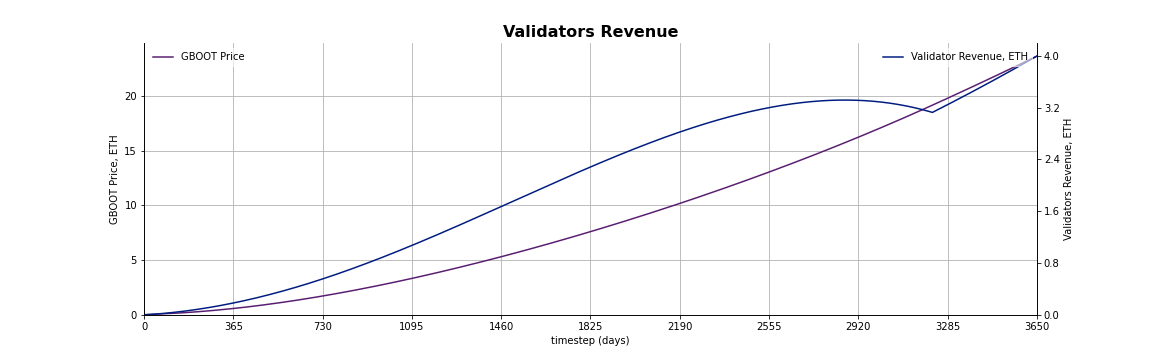 Validators Revenue
GBOOT Price
Validator Revenue, ETH
GBOOT Price, ETH
20
15
10
5
0
4.0
3.2
2.4
1.6
0.8
0.0
Validators Revenue, ETH
0 365 730 1095 1460 1825 2190 2555 2920 3285 3650
timestep (days)